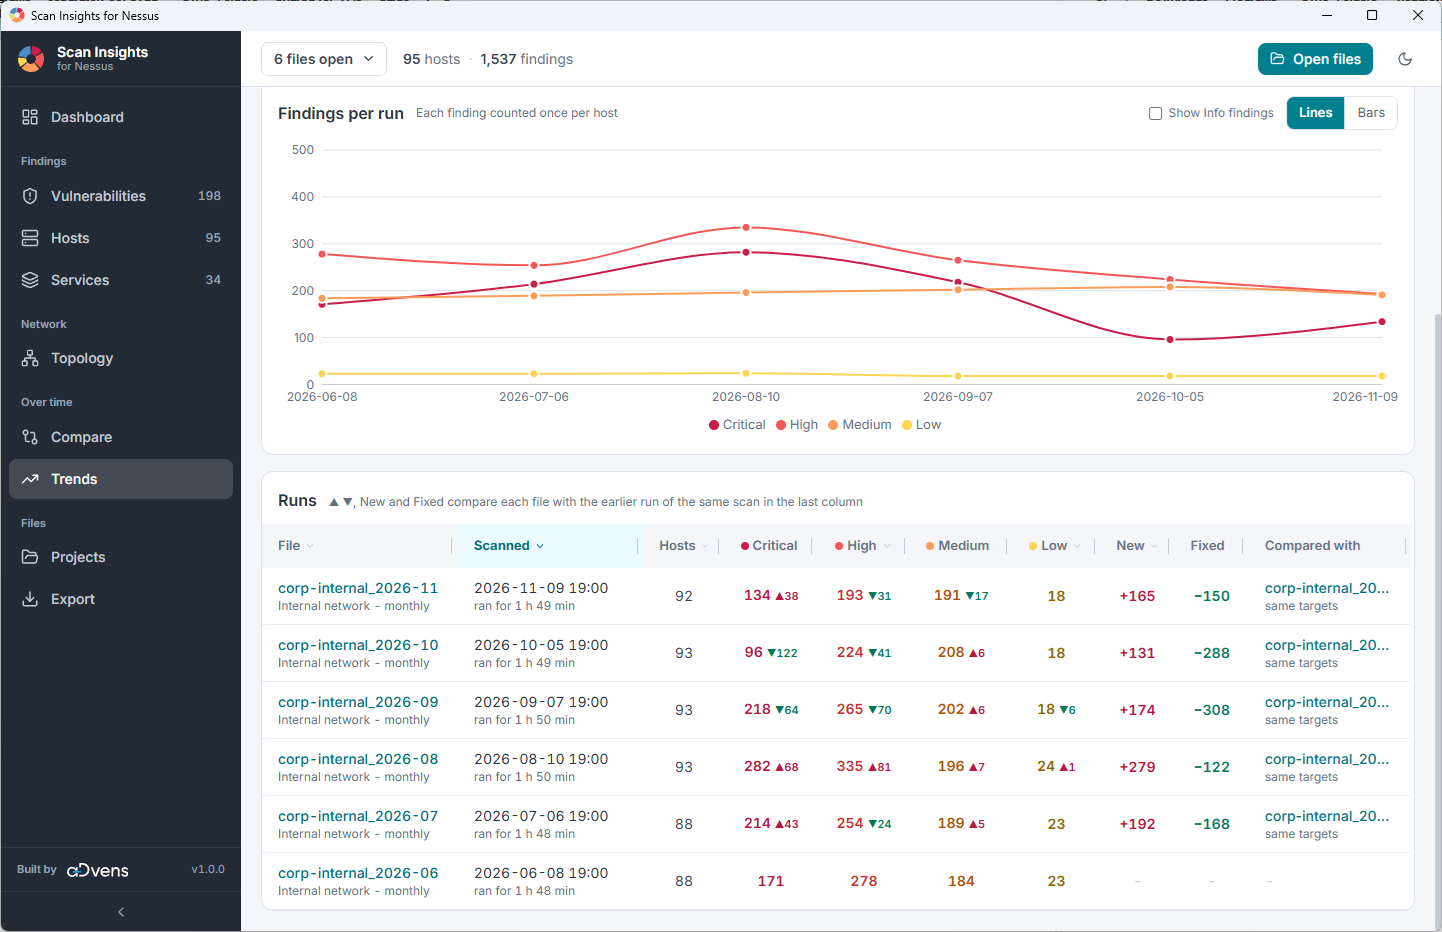 Scan Insights for Nessus
Scan Insights
for Nessus
Dashboard
Findings
Vulnerabilities 198
Hosts 95
Services 34
Network
Topology
Over time
Compare
Trends
Files
Projects
Export
Built by aDvens v1.0.0
6 files open 95 hosts · 1,537 findings Open files
Findings per run Each finding counted once per host Show Info findings Lines Bars
500
400
300
200
100
0
2026-06-08 2026-07-06 2026-08-10 2026-09-07 2026-10-05 2026-11-09
Critical High Medium Low
Runs ▲▼, New and Fixed compare each file with the earlier run of the same scan in the last column
File Scanned Hosts Critical High Medium Low New Fixed Compared with
corp-internal_2026-11 2026-11-09 19:00 92 134 ▲38 193 ▼31 191 ▼17 18 +165 −150 corp-internal_20...
Internal network - monthly ran for 1 h 49 min same targets
corp-internal_2026-10 2026-10-05 19:00 93 96 ▼122 224 ▼41 208 ▲6 18 +131 −288 corp-internal_20...
Internal network - monthly ran for 1 h 49 min same targets
corp-internal_2026-09 2026-09-07 19:00 93 218 ▼64 265 ▼70 202 ▲6 18 ▼6 +174 −308 corp-internal_20...
Internal network - monthly ran for 1 h 50 min same targets
corp-internal_2026-08 2026-08-10 19:00 93 282 ▲68 335 ▲81 196 ▲7 24 ▲1 +279 −122 corp-internal_20...
Internal network - monthly ran for 1 h 50 min same targets
corp-internal_2026-07 2026-07-06 19:00 88 214 ▲43 254 ▼24 189 ▲5 23 +192 −168 corp-internal_20...
Internal network - monthly ran for 1 h 48 min same targets
corp-internal_2026-06 2026-06-08 19:00 88 171 278 184 23 - - -
Internal network - monthly ran for 1 h 48 min